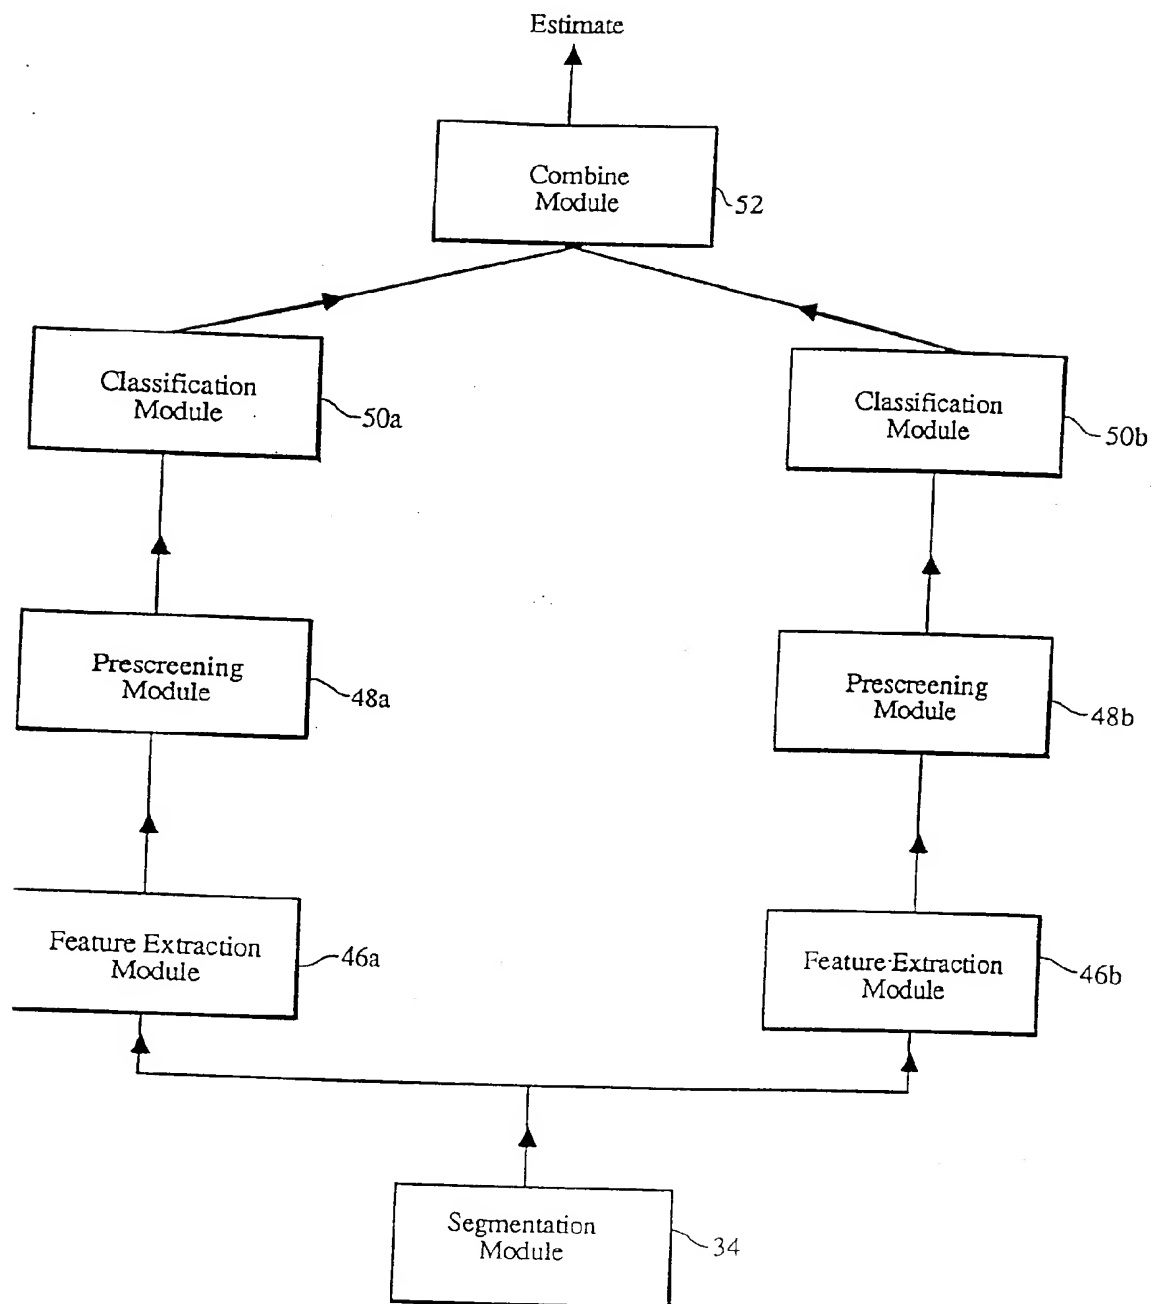 Estimate
Combine
Module
52
Classification
Module
50a
Classification
Module
50b
Prescreening
Module
48a
Prescreening
Module
48b
Feature Extraction
Module
46a
Feature Extraction
Module
46b
Segmentation
Module
34